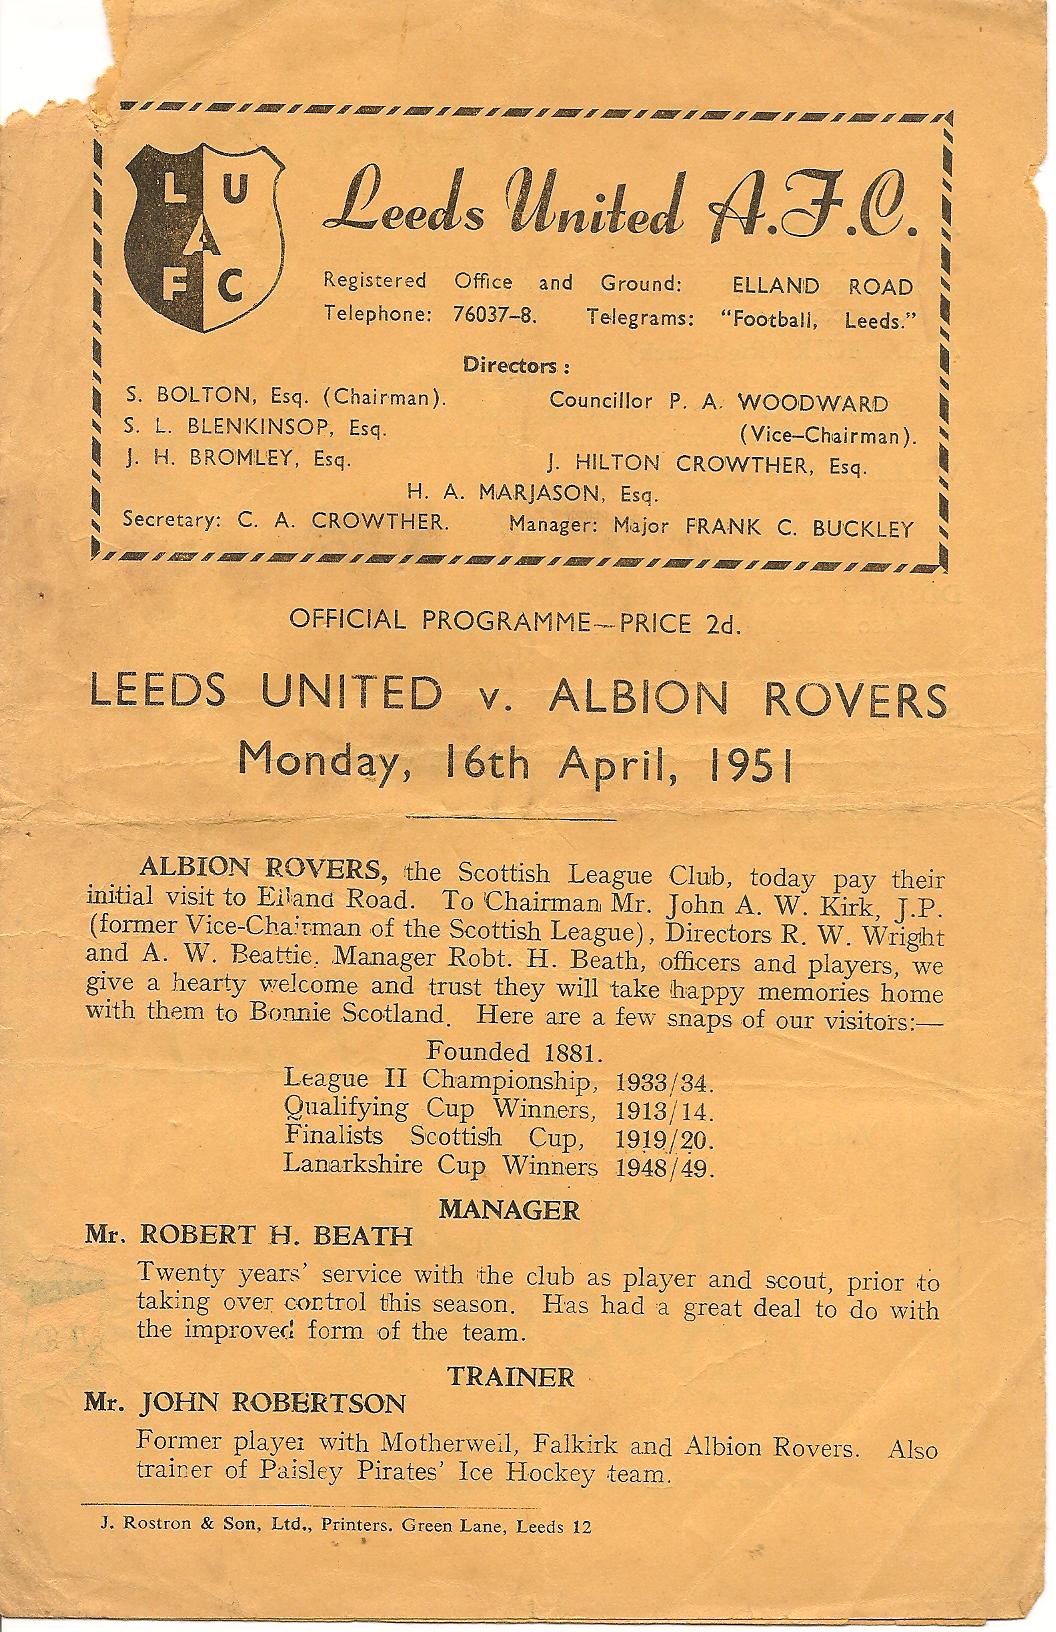 L U
A
F C
Leeds United A.F.C.
Registered Office and Ground: ELLAND ROAD
Telephone: 76037-8. Telegrams: "Football, Leeds."
Directors :
S. BOLTON, Esq. (Chairman).
Councillor P. A. WOODWARD
(Vice-Chairman).
S. L. BLENKINSOP, Esq.
J. H. BROMLEY, Esq.
J. HILTON CROWTHER, Esq.
H. A. MARJASON, Esq.
Secretary: C. A. CROWTHER. Manager: Major FRANK C. BUCKLEY
OFFICIAL PROGRAMME—PRICE 2d.
LEEDS UNITED v. ALBION ROVERS
Monday, 16th April, 1951
ALBION ROVERS, the Scottish League Club, today pay their
initial visit to Elland Road. To Chairman Mr. John A. W. Kirk, J.P.
(former Vice-Chairman of the Scottish League), Directors R. W. Wright
and A. W. Beattie, Manager Robt. H. Beath, officers and players, we
give a hearty welcome and trust they will take happy memories home
with them to Bonnie Scotland. Here are a few snaps of our visitors:—
Founded 1881.
League II Championship, 1933/34.
Qualifying Cup Winners, 1913/14.
Finalists Scottish Cup, 1919/20.
Lanarkshire Cup Winners 1948/49.
MANAGER
Mr. ROBERT H. BEATH
Twenty years' service with the club as player and scout, prior to
taking over control this season. Has had a great deal to do with
the improved form of the team.
TRAINER
Mr. JOHN ROBERTSON
Former player with Motherwell, Falkirk and Albion Rovers. Also
trainer of Paisley Pirates' Ice Hockey team.
J. Rostron & Son, Ltd., Printers. Green Lane, Leeds 12